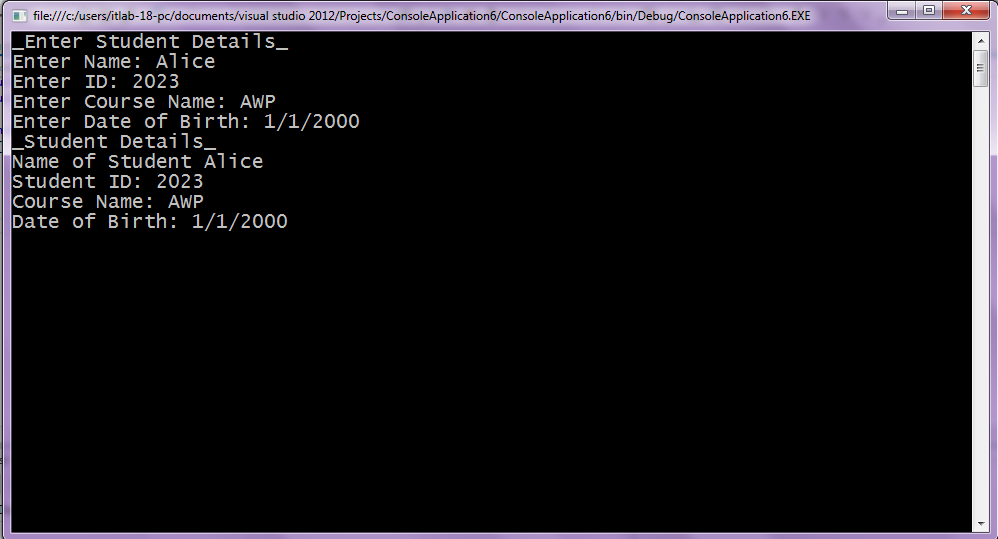 file:///c:/users/itlab-18-pc/documents/visual studio 2012/Projects/ConsoleApplication6/ConsoleApplication6/bin/Debug/ConsoleApplication6.EXE
_Enter Student Details_
Enter Name: Alice
Enter ID: 2023
Enter Course Name: AWP
Enter Date of Birth: 1/1/2000
_Student Details_
Name of Student Alice
Student ID: 2023
Course Name: AWP
Date of Birth: 1/1/2000